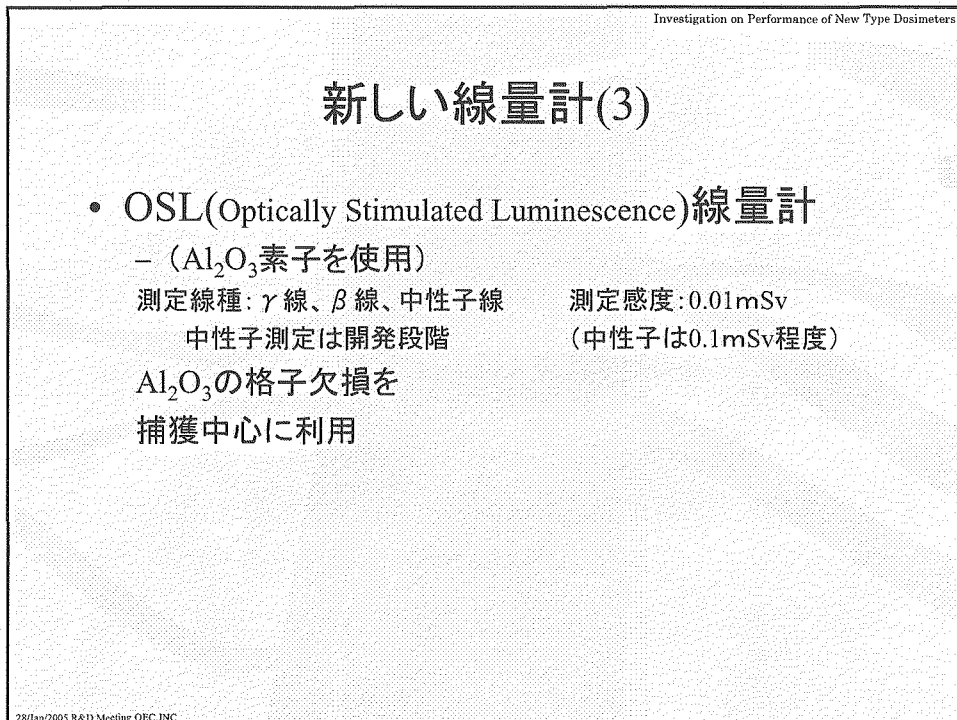 Investigation on Performance of New Type Dosimeters
新しい線量計(3)
• OSL(Optically Stimulated Luminescence)線量計
– （Al₂O₃素子を使用）
測定線種：γ線、β線、中性子線 測定感度：0.01mSv
中性子測定は開発段階 （中性子は0.1mSv程度）
Al₂O₃の格子欠損を
捕獲中心に利用
28/Jan/2005 R&D Meeting OEC JNC